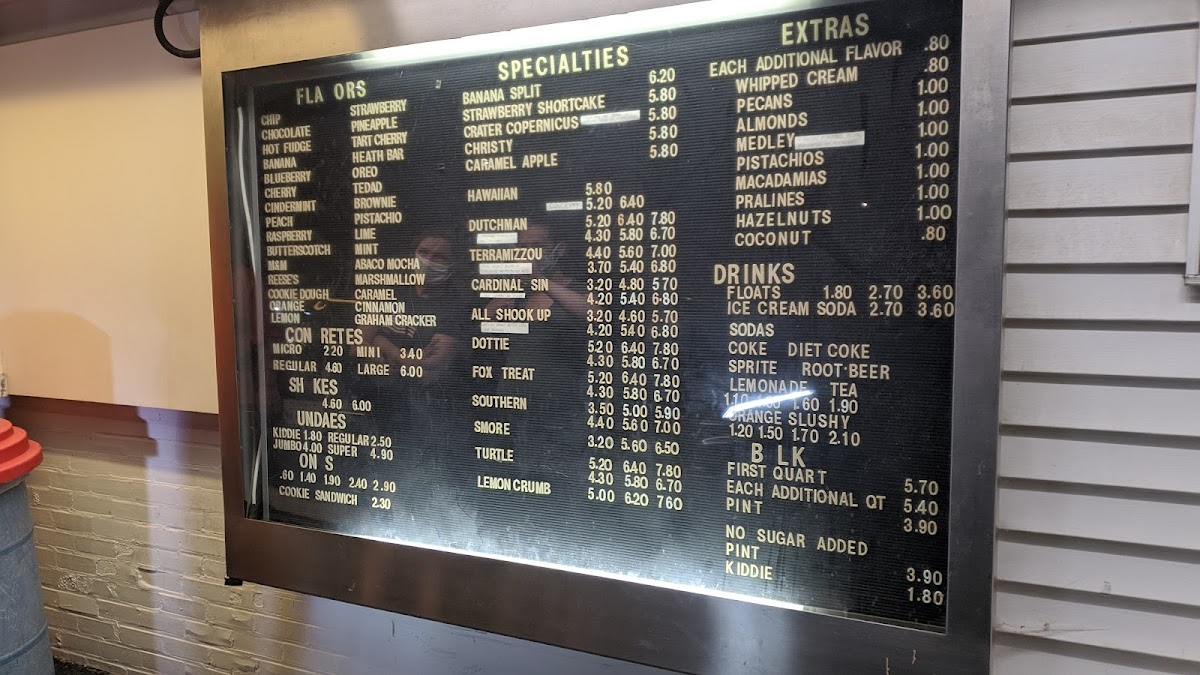 FLA ORS
CHIP
CHOCOLATE
HOT FUDGE
BANANA
BLUEBERRY
CHERRY
CINDERMINT
PEACH
RASPBERRY
BUTTERSCOTCH
M&M
REESE'S
COOKIE DOUGH
ORANGE
LEMON
STRAWBERRY
PINEAPPLE
TART CHERRY
HEATH BAR
OREO
TEDAD
BROWNIE
PISTACHIO
LIME
MINT
ABACO MOCHA
MARSHMALLOW
CARAMEL
CINNAMON
GRAHAM CRACKER
CON RETES
MICRO 2 20 MINI 3.40
REGULAR 4.60 LARGE 6.00
SH KES
4.60 6.00
UNDAES
KIDDIE 1.80 REGULAR 2.50
JUMBO 4.00 SUPER 4.90
ON S
.60 1.40 1.90 2.40 2.90
COOKIE SANDWICH 2.30
SPECIALTIES
BANANA SPLIT 6.20
STRAWBERRY SHORTCAKE 5.80
CRATER COPERNICUS 5.80
CHRISTY 5.80
CARAMEL APPLE 5.80
HAWAIIAN 5.80
5.20 6.40
DUTCHMAN 5.20 6.40 7.80
4.30 5.80 6.70
TERRAMIZZOU 4.40 5.60 7.00
3.70 5.40 6.80
CARDINAL SIN 3.20 4.80 5.70
4.20 5.40 6.80
ALL SHOOK UP 3.20 4.60 5.70
4.20 5.40 6.80
DOTTIE 5.20 6.40 7.80
4.30 5.80 6.70
FOX TREAT 5.20 6.40 7.80
4.30 5.80 6.70
SOUTHERN 3.50 5.00 5.90
4.40 5.60 7.00
SMORE 3.20 5.60 6.50
TURTLE 5.20 6.40 7.80
4.30 5.80 6.70
LEMON CRUMB 5.00 6.20 7 60
EXTRAS
EACH ADDITIONAL FLAVOR .80
WHIPPED CREAM .80
PECANS 1.00
ALMONDS 1.00
MEDLEY 1.00
PISTACHIOS 1.00
MACADAMIAS 1.00
PRALINES 1.00
HAZELNUTS 1.00
COCONUT .80
DRINKS
FLOATS 1.80 2.70 3.60
ICE CREAM SODA 2.70 3.60
SODAS
COKE DIET COKE
SPRITE ROOT BEER
LEMONADE TEA
1.10 1.60 1.90
ORANGE SLUSHY
1.20 1.50 1.70 2.10
B LK
FIRST QUART 5.70
EACH ADDITIONAL QT 5.40
PINT 3.90
NO SUGAR ADDED
PINT 3.90
KIDDIE 1.80